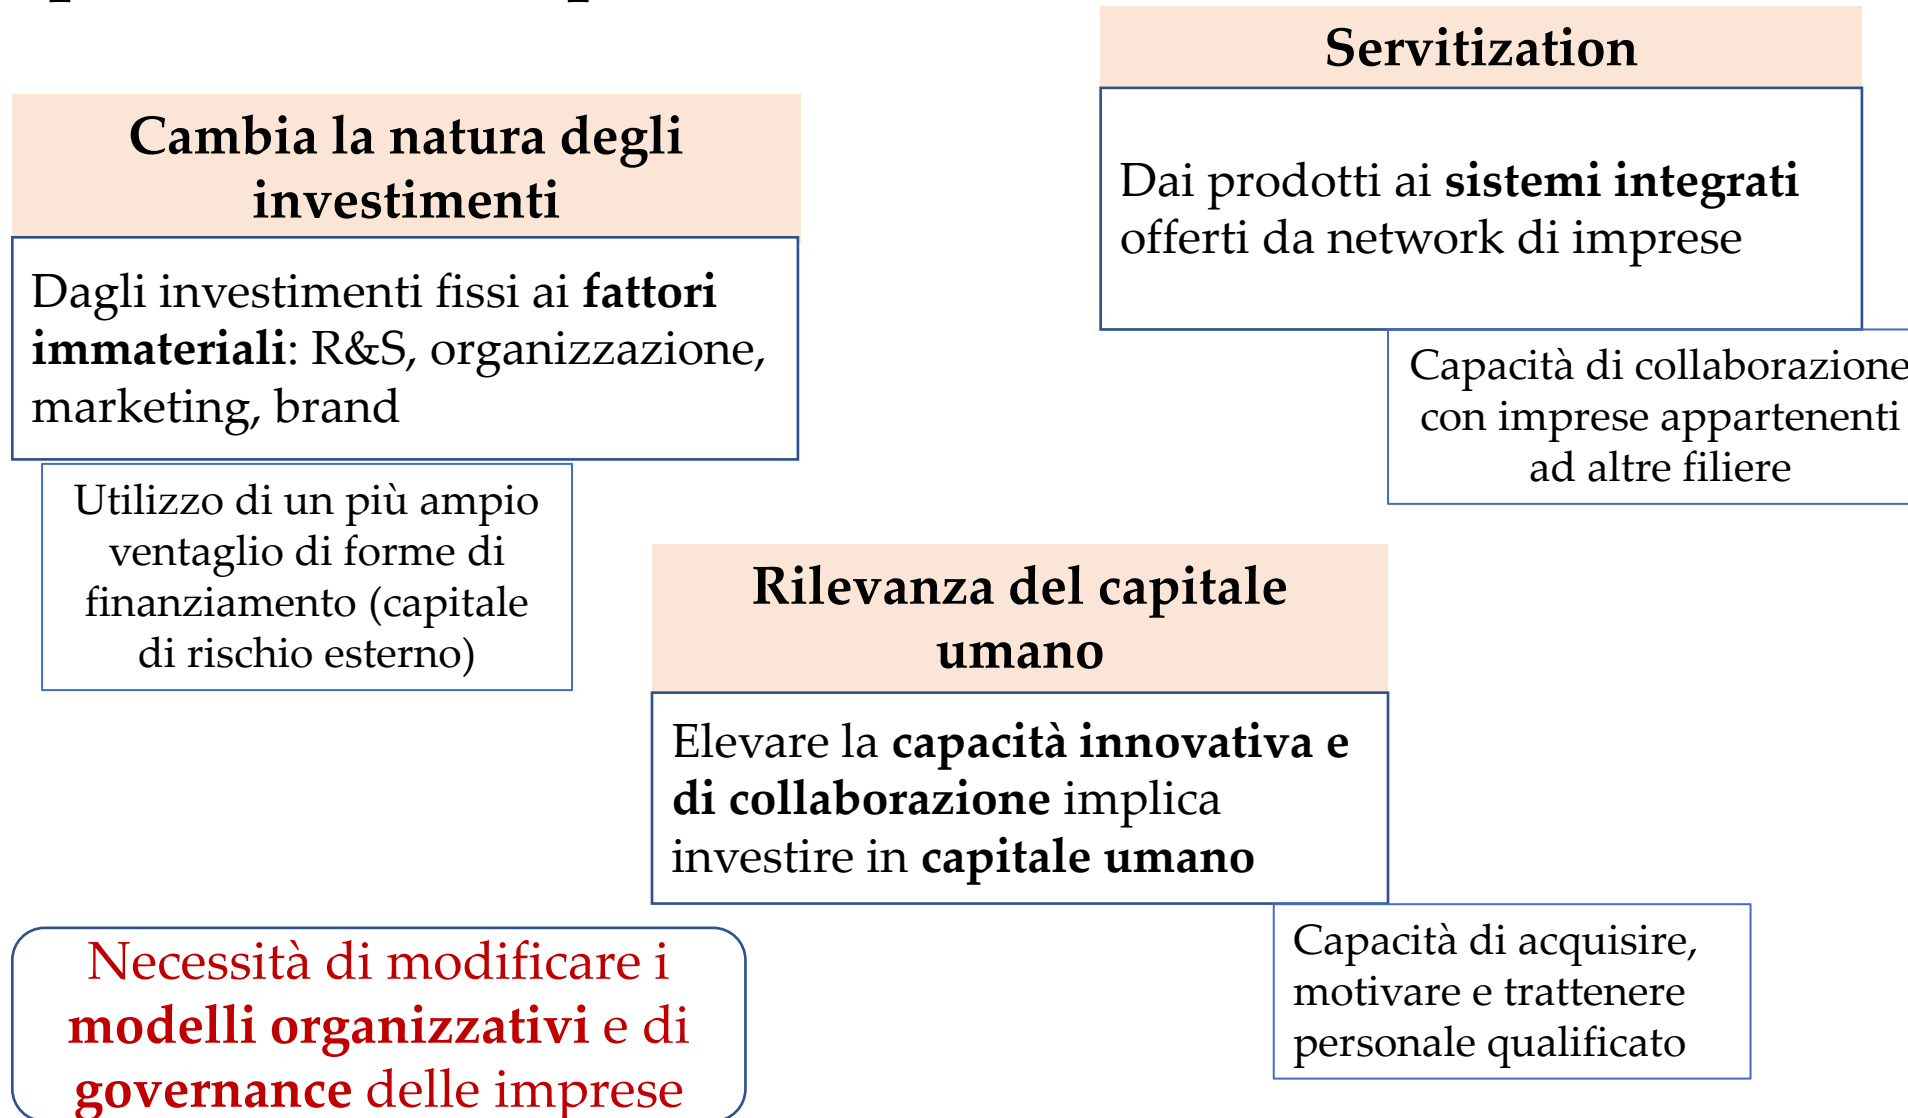 Servitization
Cambia la natura degli
investimenti
Dai prodotti ai sistemi integrati
offerti da network di imprese
Dagli investimenti fissi ai fattori
immateriali: R&S, organizzazione,
marketing, brand
Capacità di collaborazione
con imprese appartenenti
ad altre filiere
Utilizzo di un più ampio
ventaglio di forme di
finanziamento (capitale
di rischio esterno)
Rilevanza del capitale
umano
Elevare la capacità innovativa e
di collaborazione implica
investire in capitale umano
Capacità di acquisire,
motivare e trattenere
personale qualificato
Necessità di modificare i
modelli organizzativi e di
governance delle imprese